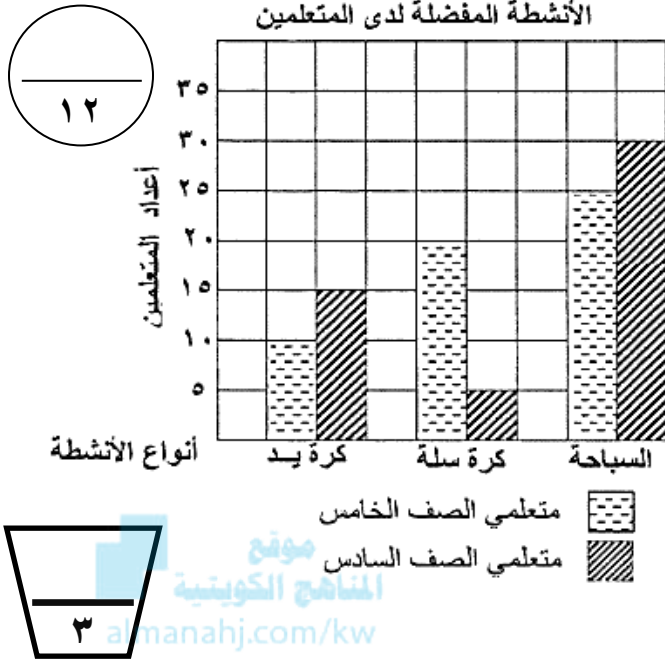 الأنشطة المفضلة لدى المتعلمين
١٢
أعداد المتعلمين
٣٥
٣٠
٢٥
٢٠
١٥
١٠
٥
أنواع الأنشطة
كرة يــد
كرة سلة
السباحة
متعلمي الصف الخامس
متعلمي الصف السادس
٣
موقع
المناهج الكويتية
almanahj.com/kw